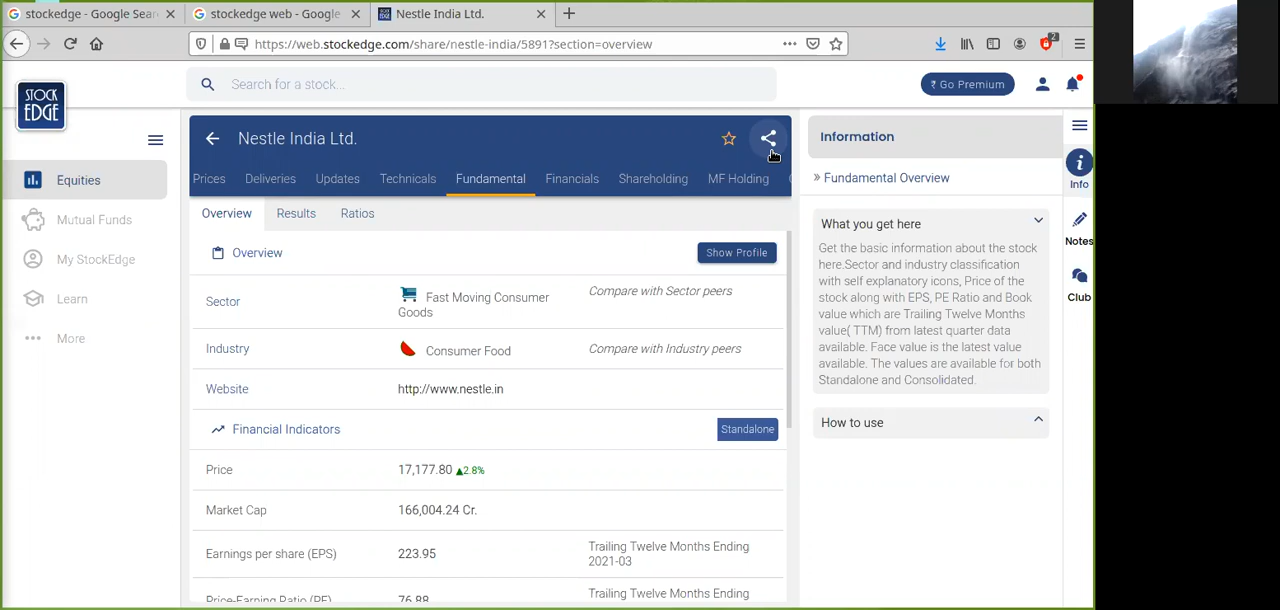 stockedge - Google Sear
stockedge web - Google
Nestle India Ltd.
https://web.stockedge.com/share/nestle-india/5891?section=overview
2
STOCK
EDGE
Search for a stock...
₹ Go Premium
Equities
Mutual Funds
My StockEdge
Learn
More
Nestle India Ltd.
Prices
Deliveries
Updates
Technicals
Fundamental
Financials
Shareholding
MF Holding
Overview
Results
Ratios
Overview
Show Profile
Sector
Fast Moving Consumer
Goods
Compare with Sector peers
Industry
Consumer Food
Compare with Industry peers
Website
http://www.nestle.in
Financial Indicators
Standalone
Price
17,177.80 ▲2.8%
Market Cap
166,004.24 Cr.
Earnings per share (EPS)
223.95
Trailing Twelve Months Ending
2021-03
Price-Earning Ratio (PE)
76.88
Trailing Twelve Months Ending
Information
» Fundamental Overview
What you get here
Get the basic information about the stock
here.Sector and industry classification
with self explanatory icons, Price of the
stock along with EPS, PE Ratio and Book
value which are Trailing Twelve Months
value( TTM) from latest quarter data
available. Face value is the latest value
available. The values are available for both
Standalone and Consolidated.
How to use
Info
Notes
Club